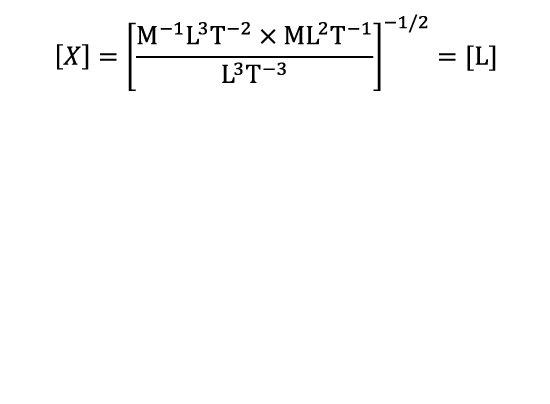 [X] = [M⁻¹L³T⁻² × ML²T⁻¹ / L³T⁻³]⁻¹/² = [L]